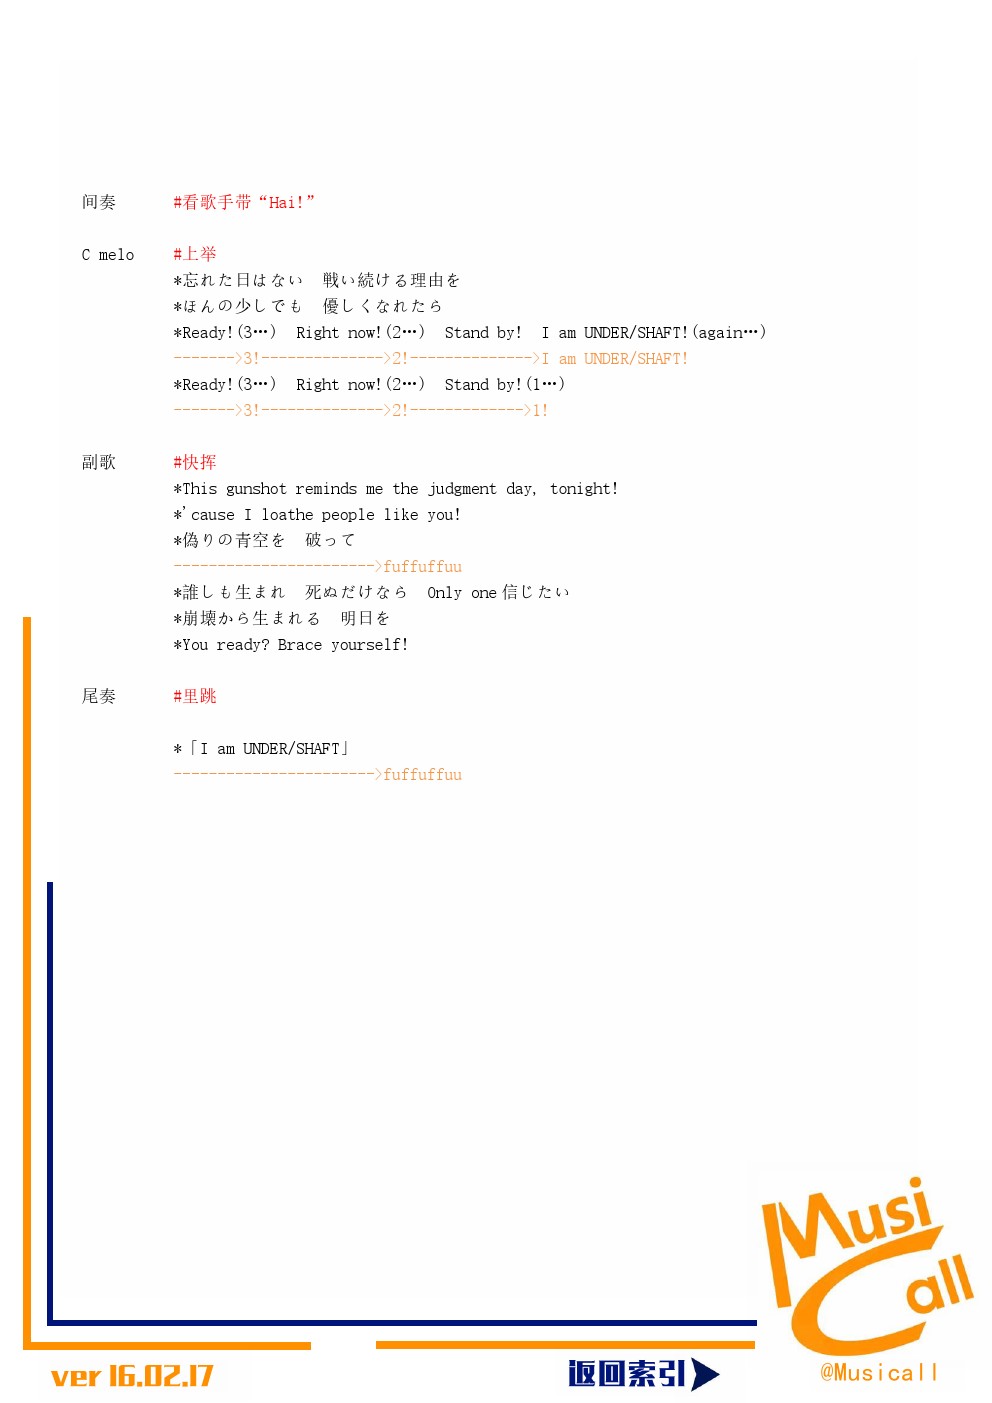 间奏 #看歌手带“Hai!”
C melo #上举
*忘れた日はない　戦い続ける理由を
*ほんの少しでも　優しくなれたら
*Ready!(3…)　Right now!(2…)　Stand by!　I am UNDER/SHAFT!(again…)
------->3!-------------->2!-------------->I am UNDER/SHAFT!
*Ready!(3…)　Right now!(2…)　Stand by!(1…)
------->3!-------------->2!------------->1!
副歌 #快挥
*This gunshot reminds me the judgment day, tonight!
*'cause I loathe people like you!
*偽りの青空を　破って
----------------------->fuffuffuu
*誰しも生まれ　死ぬだけなら　Only one信じたい
*崩壊から生まれる　明日を
*You ready? Brace yourself!
尾奏 #里跳
*「I am UNDER/SHAFT」
----------------------->fuffuffuu
Musi
Call
@Musicall
ver 16.02.17
返回索引